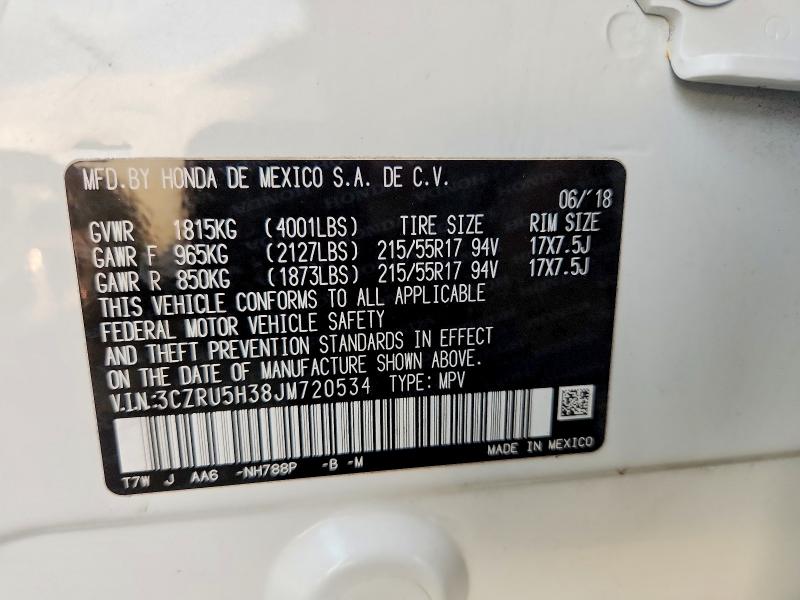 MFD.BY HONDA DE MEXICO S.A. DE C.V.
06/'18
GVWR 1815KG (4001LBS) TIRE SIZE RIM SIZE
GAWR F 965KG (2127LBS) 215/55R17 94V 17X7.5J
GAWR R 850KG (1873LBS) 215/55R17 94V 17X7.5J
THIS VEHICLE CONFORMS TO ALL APPLICABLE
FEDERAL MOTOR VEHICLE SAFETY
AND THEFT PREVENTION STANDARDS IN EFFECT
ON THE DATE OF MANUFACTURE SHOWN ABOVE.
V.I.N.:3CZRU5H38JM720534 TYPE: MPV
MADE IN MEXICO
T7W J AA6 -NH788P -B -M